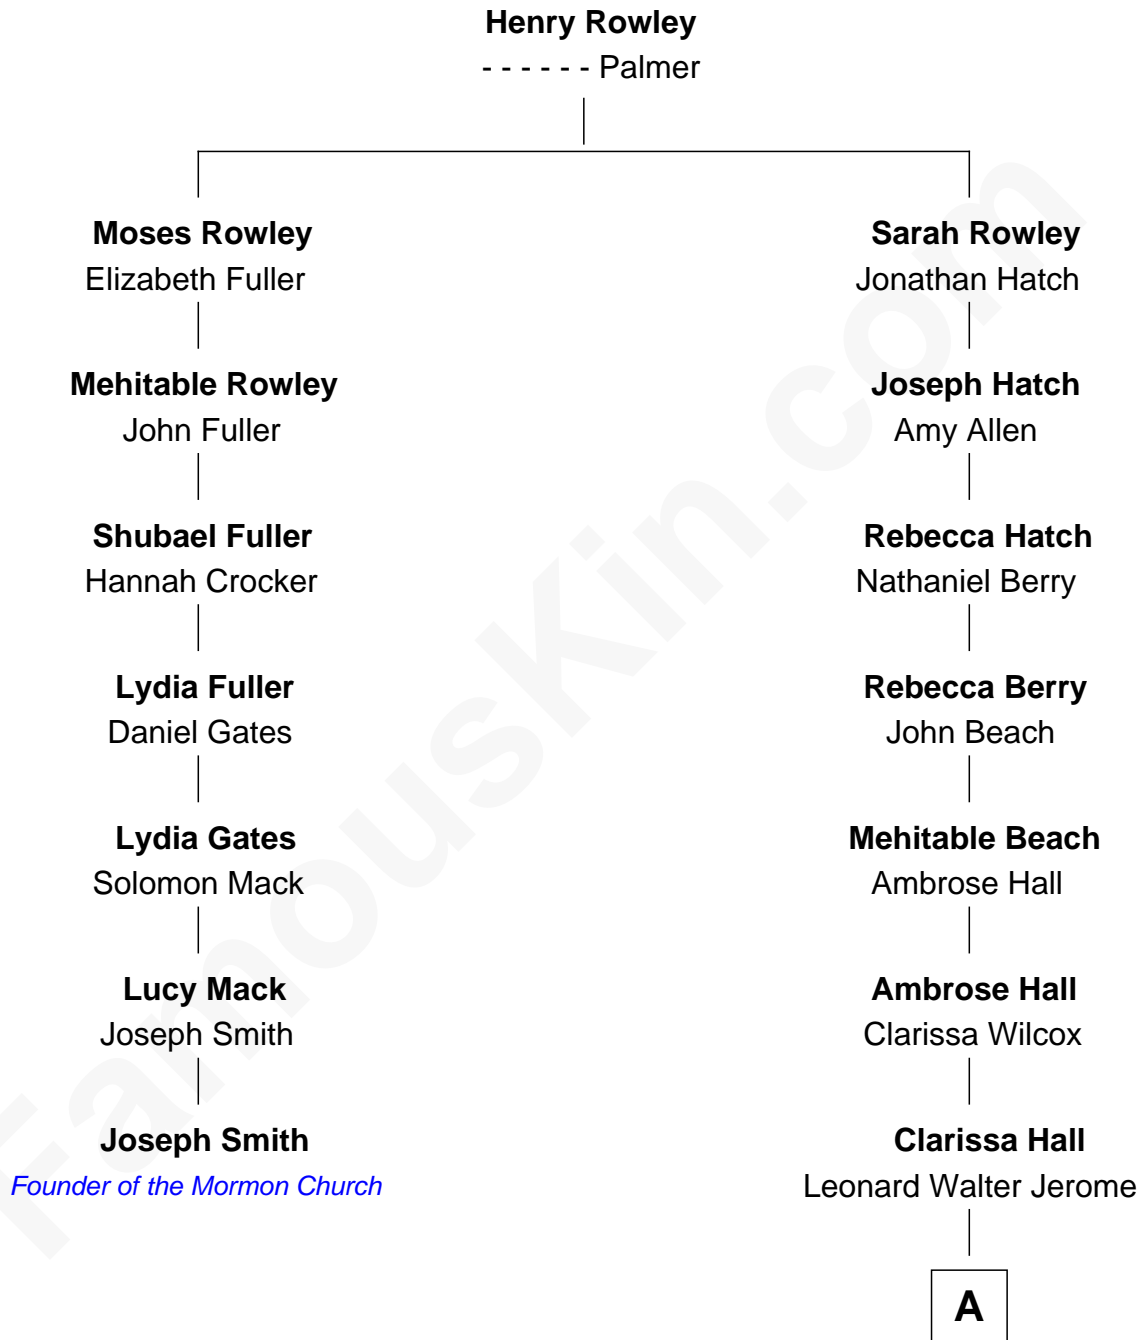 Henry Rowley
- - - - - - Palmer
Moses Rowley
Elizabeth Fuller
Sarah Rowley
Jonathan Hatch
Mehitable Rowley
John Fuller
Joseph Hatch
Amy Allen
Shubael Fuller
Hannah Crocker
Rebecca Hatch
Nathaniel Berry
Lydia Fuller
Daniel Gates
Rebecca Berry
John Beach
Lydia Gates
Solomon Mack
Mehitable Beach
Ambrose Hall
Lucy Mack
Joseph Smith
Ambrose Hall
Clarissa Wilcox
Joseph Smith
Founder of the Mormon Church
Clarissa Hall
Leonard Walter Jerome
A
FamousKin.com